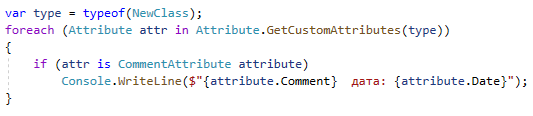 var type = typeof(NewClass);
foreach (Attribute attr in Attribute.GetCustomAttributes(type))
{
    if (attr is CommentAttribute attribute)
        Console.WriteLine($"{attribute.Comment}  дата: {attribute.Date}");
}